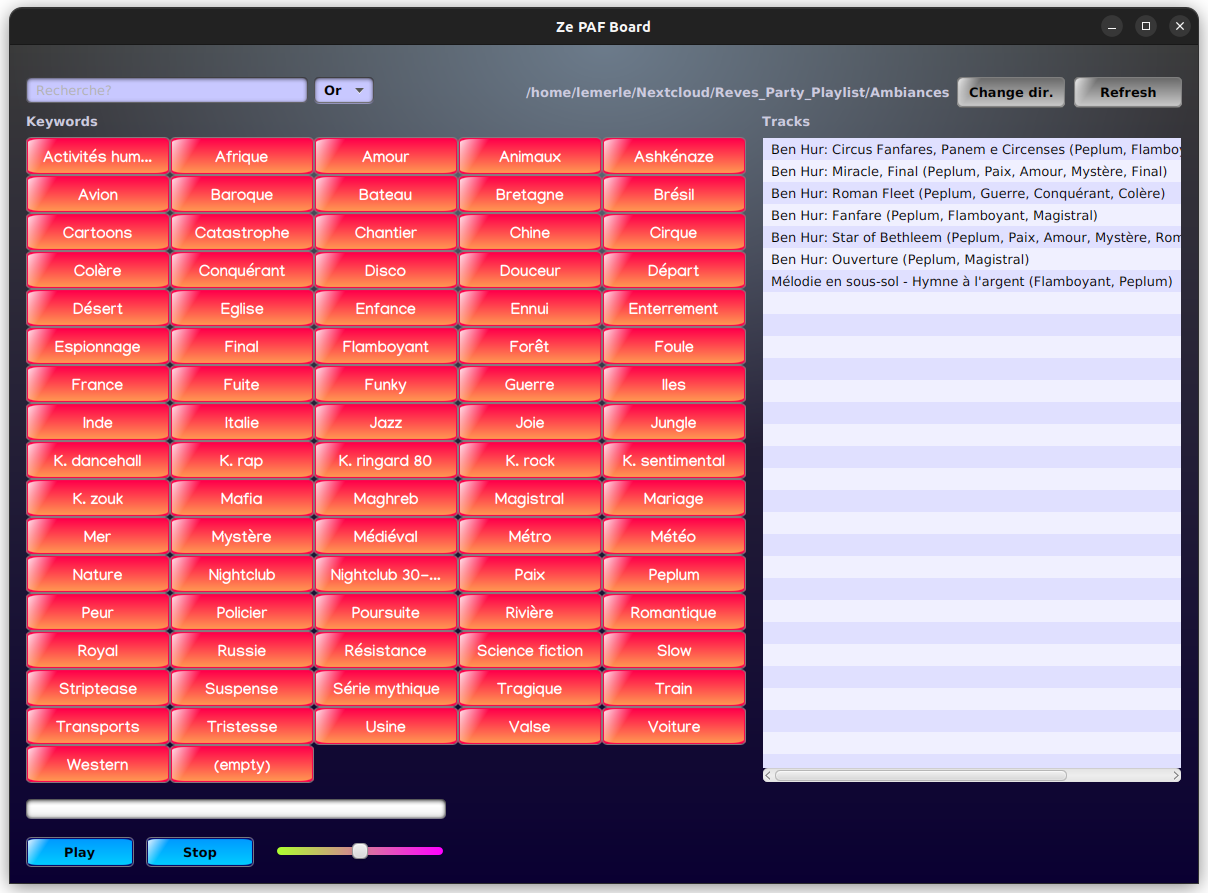 Ze PAF Board
Recherche?
Or
/home/lemerle/Nextcloud/Reves_Party_Playlist/Ambiances
Change dir.
Refresh
Keywords
Activités hum... Afrique Amour Animaux Ashkénaze
Avion Baroque Bateau Bretagne Brésil
Cartoons Catastrophe Chantier Chine Cirque
Colère Conquérant Disco Douceur Départ
Désert Eglise Enfance Ennui Enterrement
Espionnage Final Flamboyant Forêt Foule
France Fuite Funky Guerre Iles
Inde Italie Jazz Joie Jungle
K. dancehall K. rap K. ringard 80 K. rock K. sentimental
K. zouk Mafia Maghreb Magistral Mariage
Mer Mystère Médiéval Métro Météo
Nature Nightclub Nightclub 30-... Paix Peplum
Peur Policier Poursuite Rivière Romantique
Royal Russie Résistance Science fiction Slow
Striptease Suspense Série mythique Tragique Train
Transports Tristesse Usine Valse Voiture
Western (empty)
Tracks
Ben Hur: Circus Fanfares, Panem e Circenses (Peplum, Flamboy
Ben Hur: Miracle, Final (Peplum, Paix, Amour, Mystère, Final)
Ben Hur: Roman Fleet (Peplum, Guerre, Conquérant, Colère)
Ben Hur: Fanfare (Peplum, Flamboyant, Magistral)
Ben Hur: Star of Bethleem (Peplum, Paix, Amour, Mystère, Rom
Ben Hur: Ouverture (Peplum, Magistral)
Mélodie en sous-sol - Hymne à l'argent (Flamboyant, Peplum)
Play
Stop